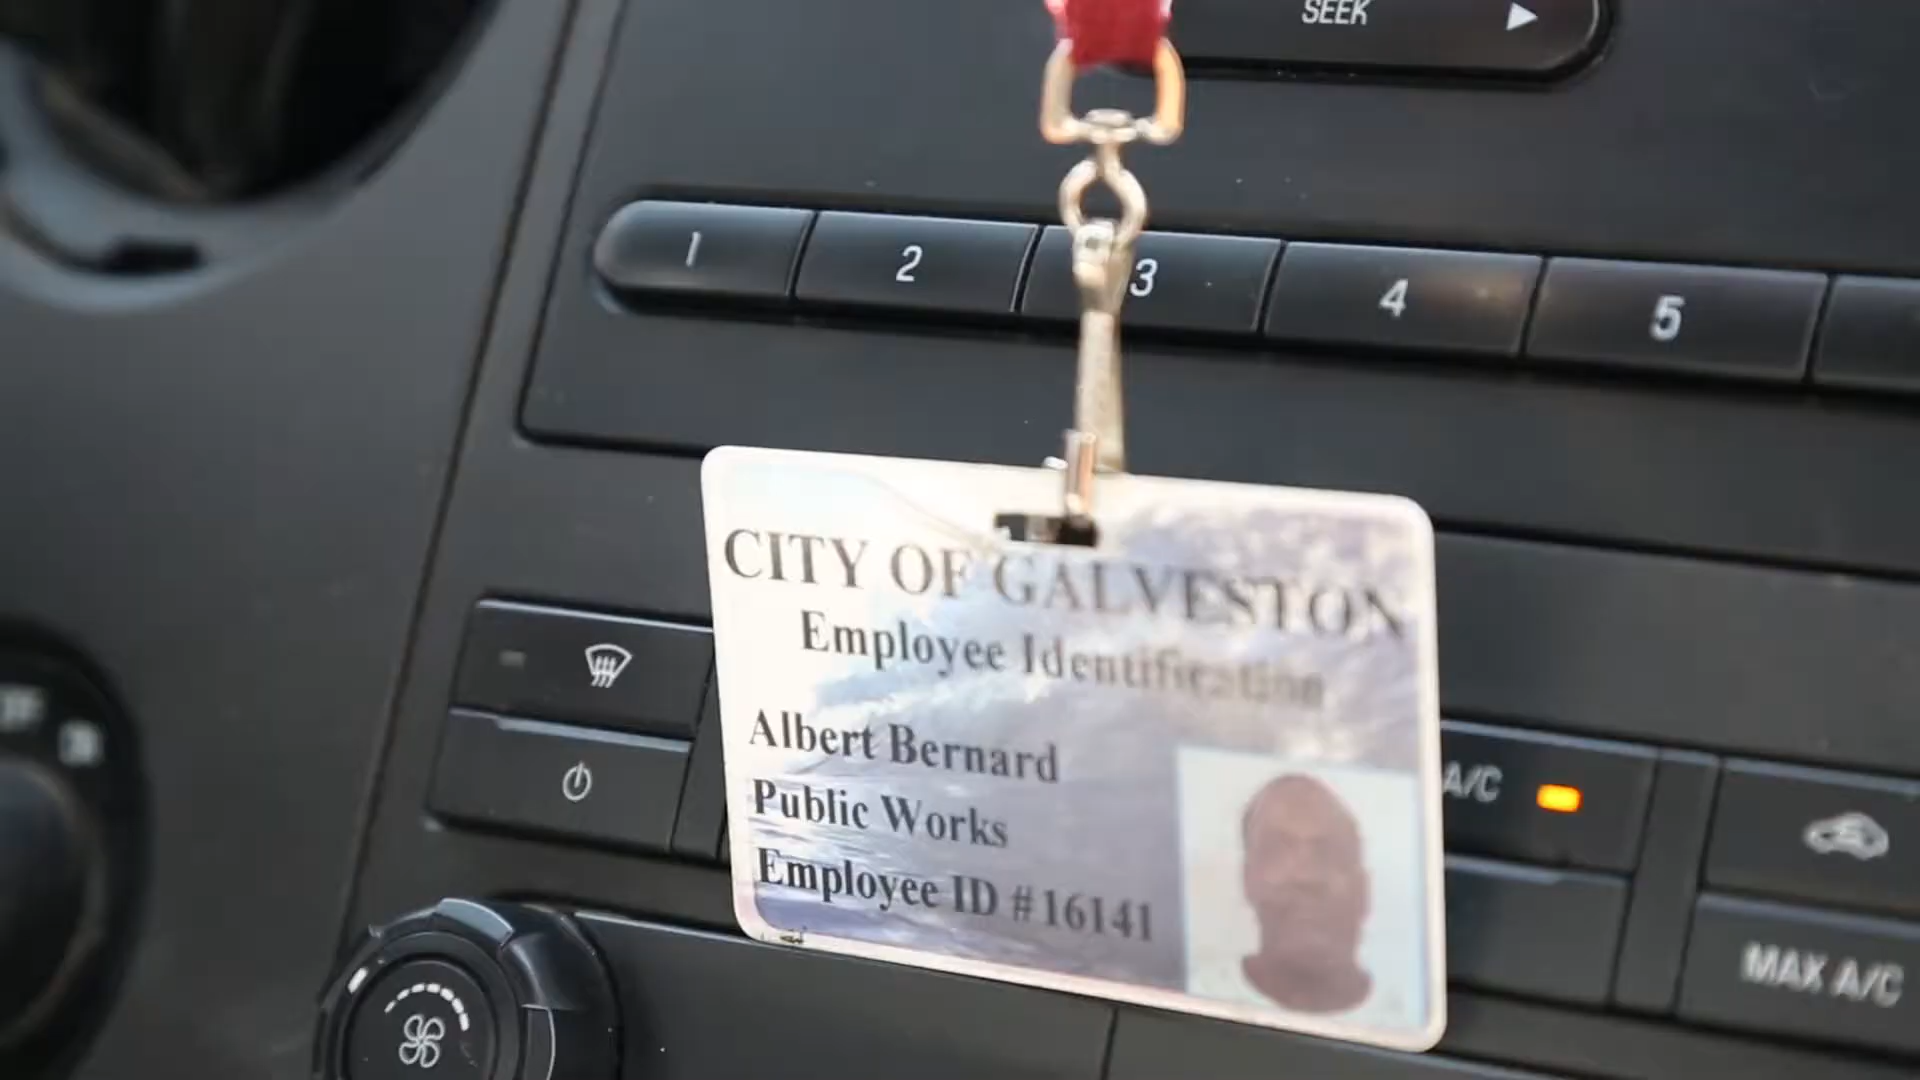 SEEK
1 2 3 4 5
CITY OF GALVESTON
Employee Identification
Albert Bernard
Public Works
Employee ID #16141
A/C
MAX A/C